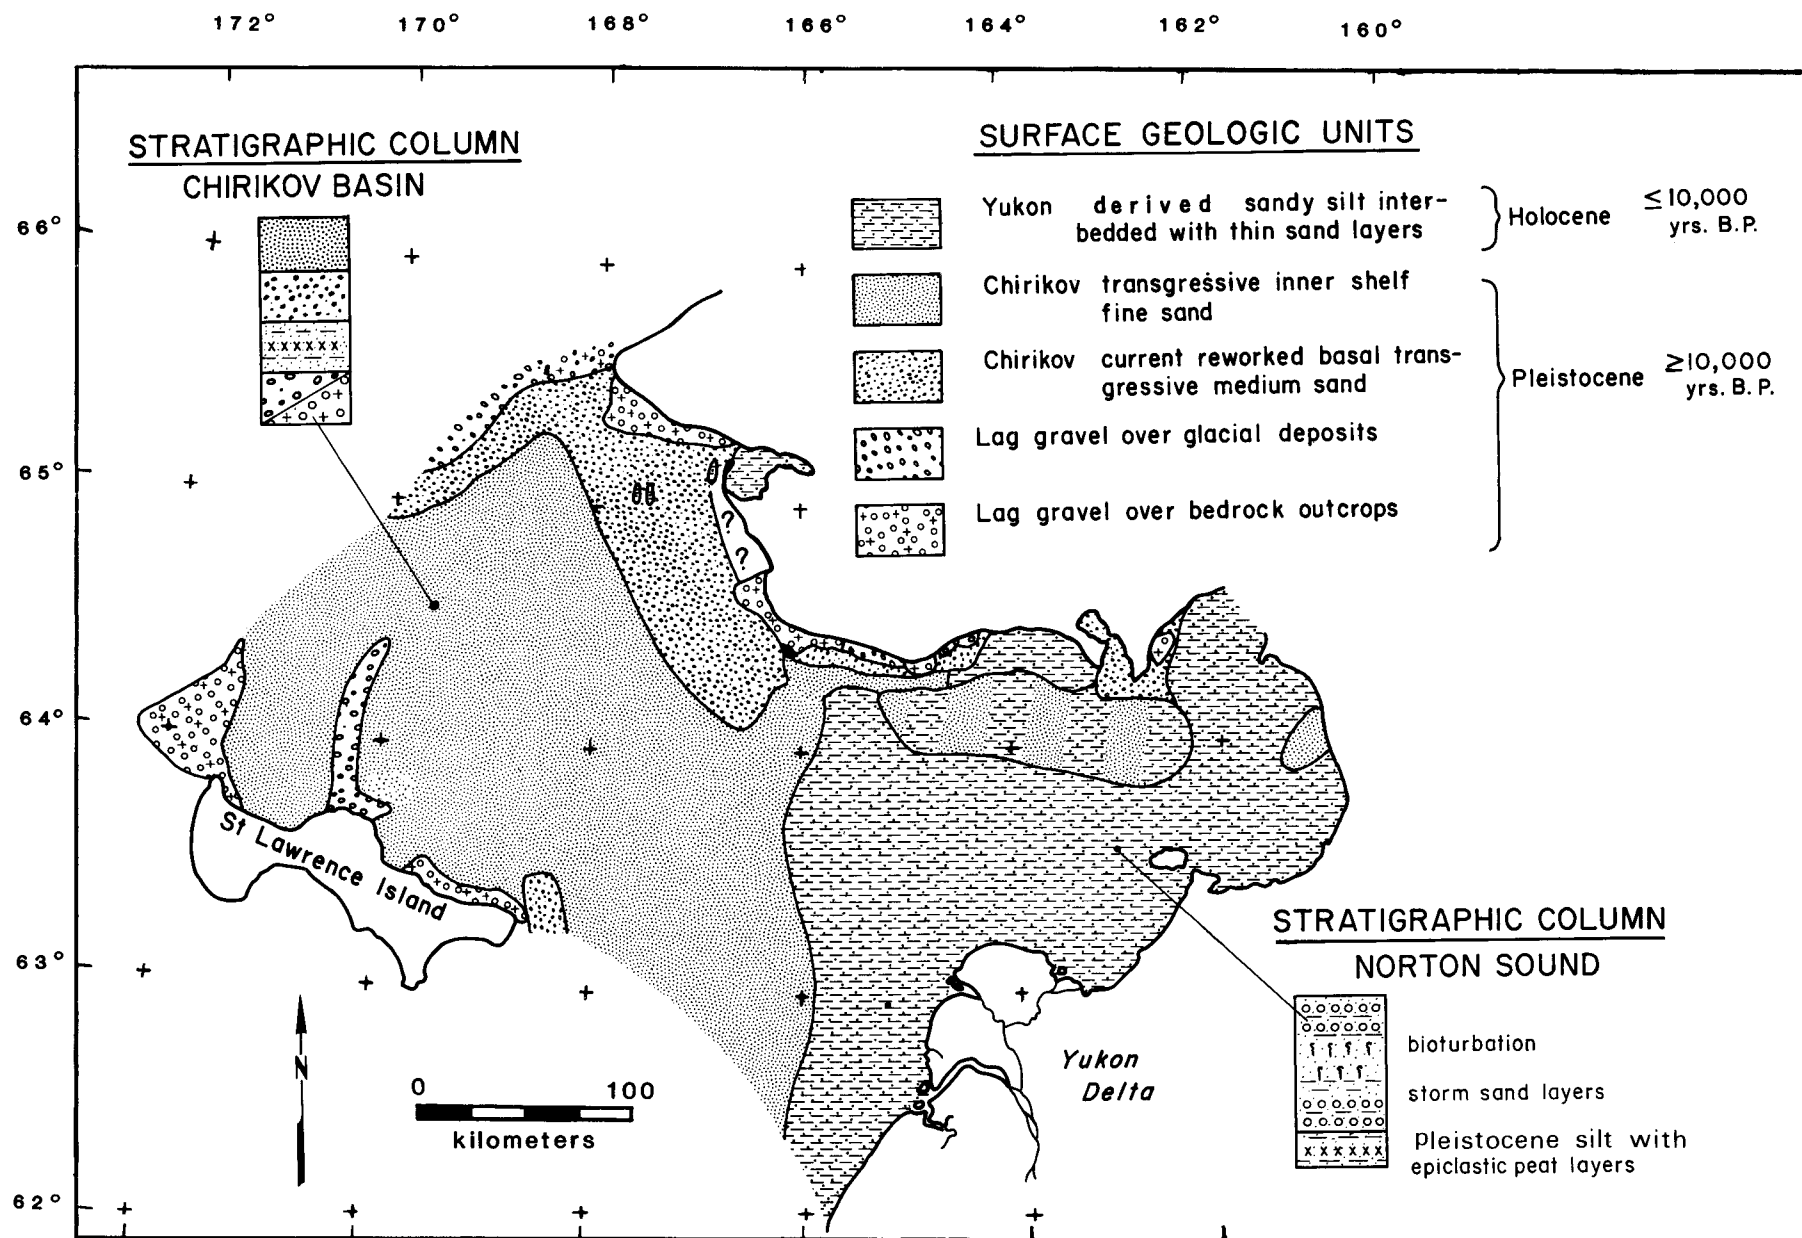 172° 170° 168° 166° 164° 162° 160°
STRATIGRAPHIC COLUMN
CHIRIKOV BASIN
SURFACE GEOLOGIC UNITS
Yukon derived sandy silt inter-
bedded with thin sand layers
Holocene
≤10,000
yrs. B.P.
Chirikov transgressive inner shelf
fine sand
Chirikov current reworked basal trans-
gressive medium sand
Lag gravel over glacial deposits
Lag gravel over bedrock outcrops
Pleistocene
≥10,000
yrs. B.P.
66°
65°
64°
63°
62°
?
?
St Lawrence Island
N
0 100
kilometers
Yukon
Delta
STRATIGRAPHIC COLUMN
NORTON SOUND
bioturbation
storm sand layers
Pleistocene silt with
epiclastic peat layers